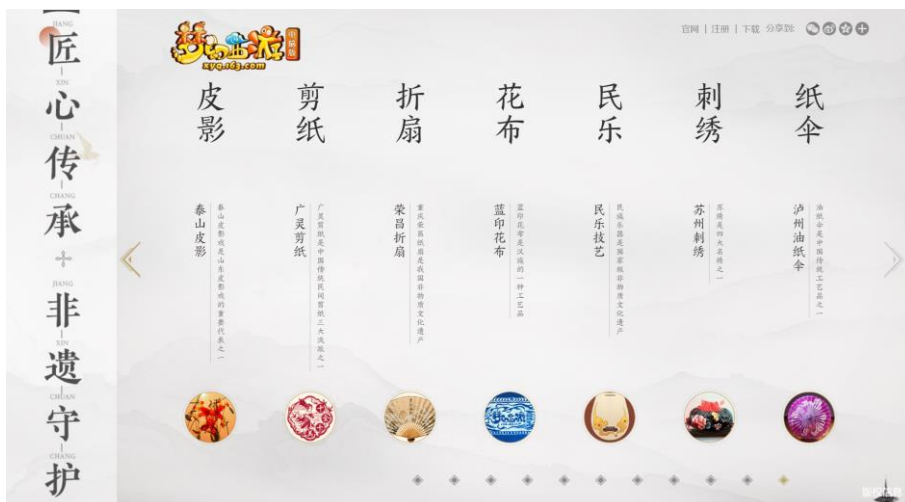 HANG
匠
XIN
心
CHUAN
传
CHANG
承
JIANG
非
XIN
遗
CHUAN
守
CHANG
护
梦幻西游
电脑版
xyq.163.com
官网 | 注册 | 下载 分享到:
皮影
泰山皮影
泰山皮影戏是山东皮影戏的重要代表之一
剪纸
广灵剪纸
广灵剪纸是中国传统民间剪纸三大流派之一
折扇
荣昌折扇
重庆荣昌纸扇是我国非物质文化遗产
花布
蓝印花布
蓝印花布是汉族的一种工艺品
民乐
民乐技艺
民族乐器是国家级非物质文化遗产
刺绣
苏州刺绣
苏绣是四大名绣之一
纸伞
泸州油纸伞
油纸伞是中国传统工艺品之一
版权信息